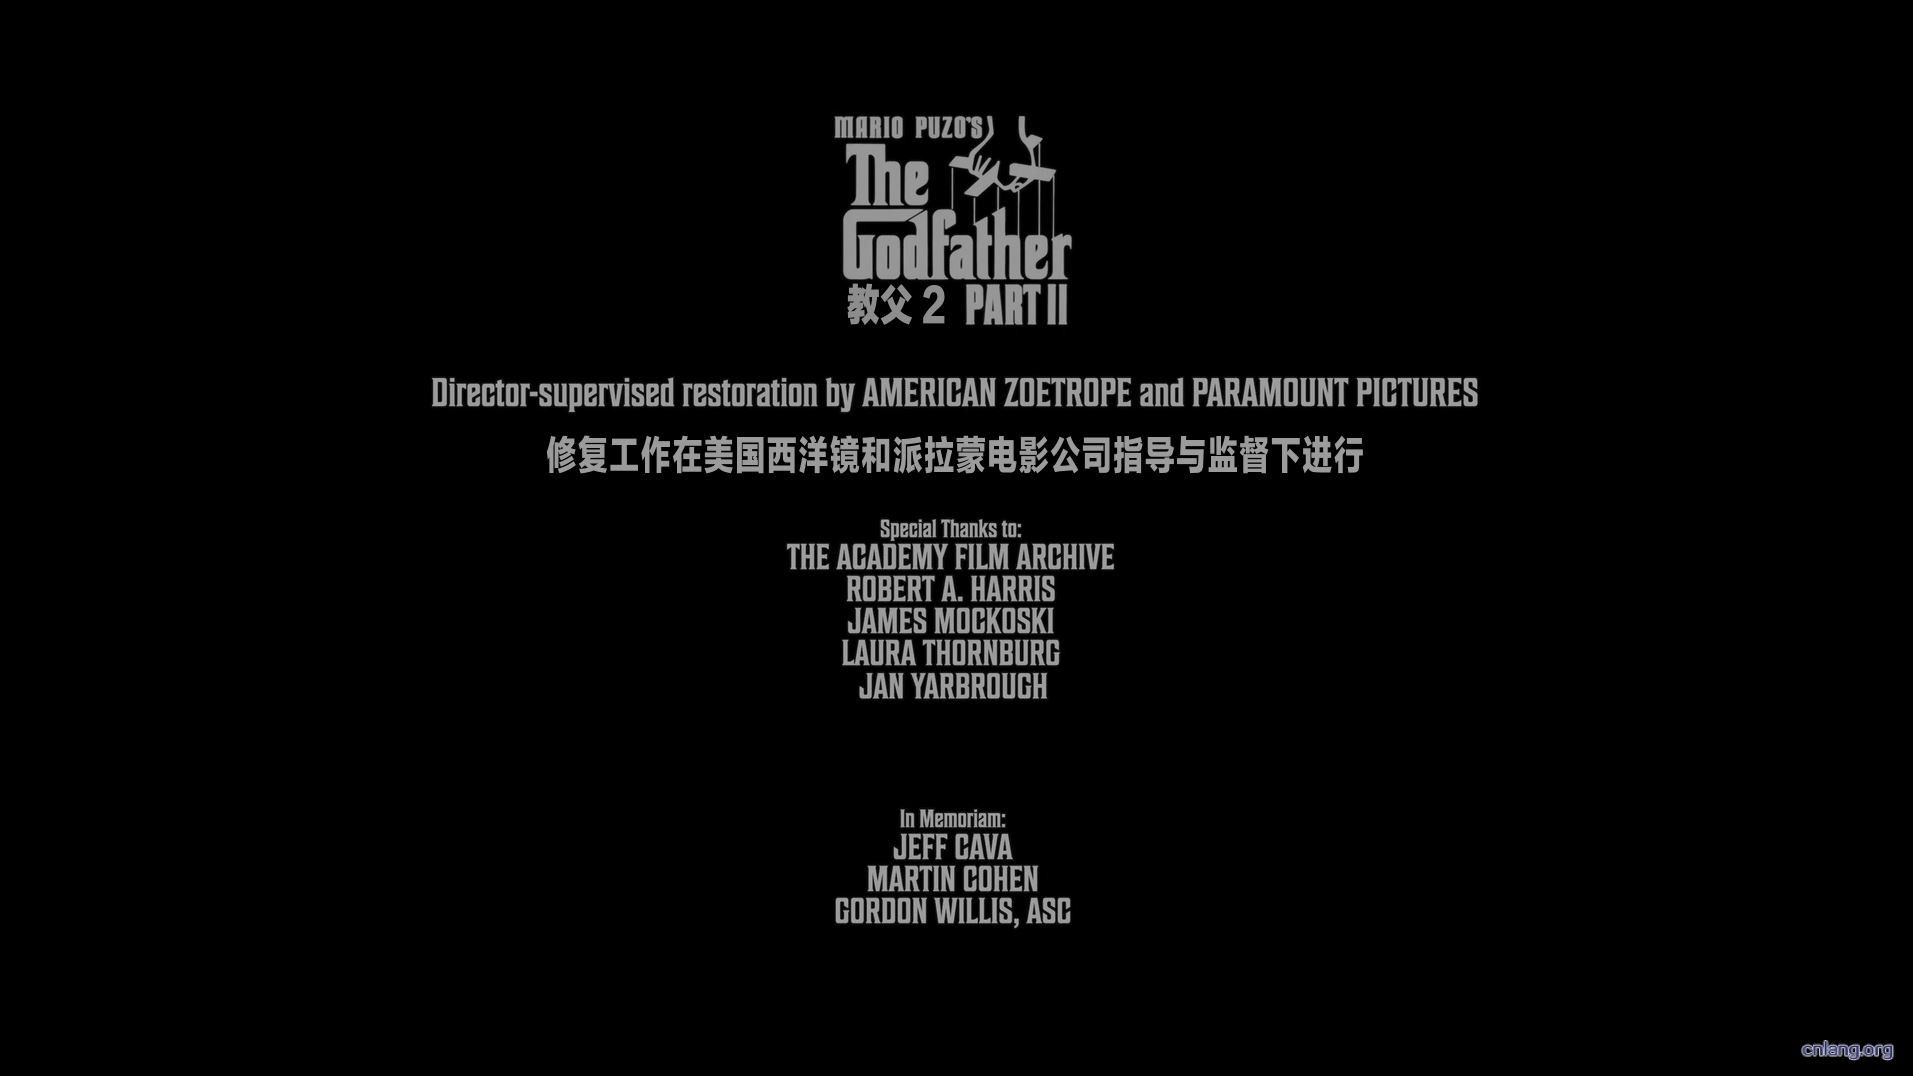 MARIO PUZO'S
The
Godfather
教父 2 PART II
Director-supervised restoration by AMERICAN ZOETROPE and PARAMOUNT PICTURES
修复工作在美国西洋镜和派拉蒙电影公司指导与监督下进行
Special Thanks to:
THE ACADEMY FILM ARCHIVE
ROBERT A. HARRIS
JAMES MOCKOSKI
LAURA THORNBURG
JAN YARBROUGH
In Memoriam:
JEFF CAVA
MARTIN COHEN
GORDON WILLIS, ASC
cnlang.org